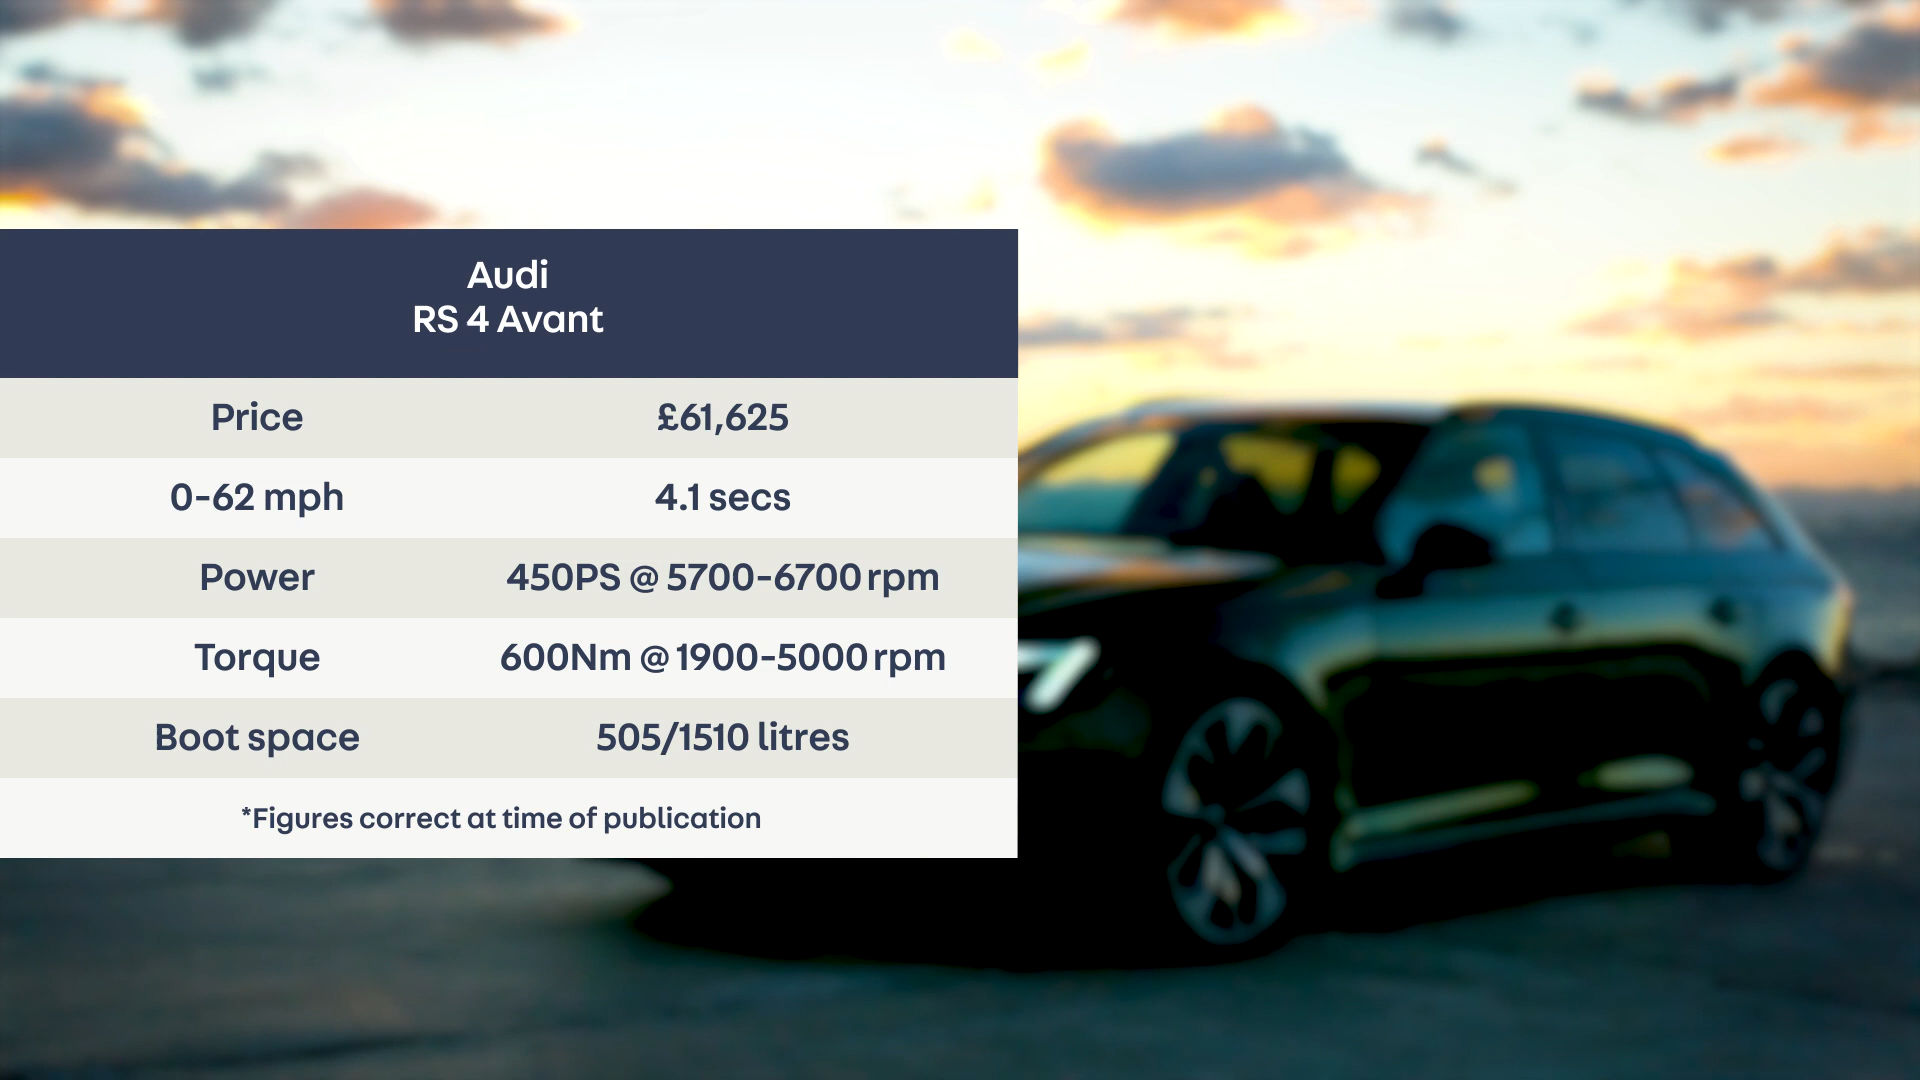 Audi
RS 4 Avant
Price £61,625
0-62 mph 4.1 secs
Power 450PS @ 5700-6700 rpm
Torque 600Nm @ 1900-5000 rpm
Boot space 505/1510 litres
*Figures correct at time of publication